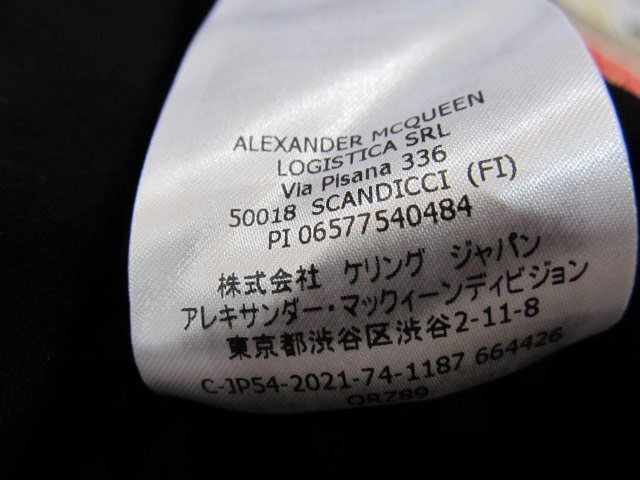 ALEXANDER MCQUEEN
LOGISTICA SRL
Via Pisana 336
50018 SCANDICCI (FI)
PI 06577540484
株式会社 ケリング ジャパン
アレキサンダー・マックィーンディビジョン
東京都渋谷区渋谷2-11-8
C-JP54-2021-74-1187 664426
QRZ89